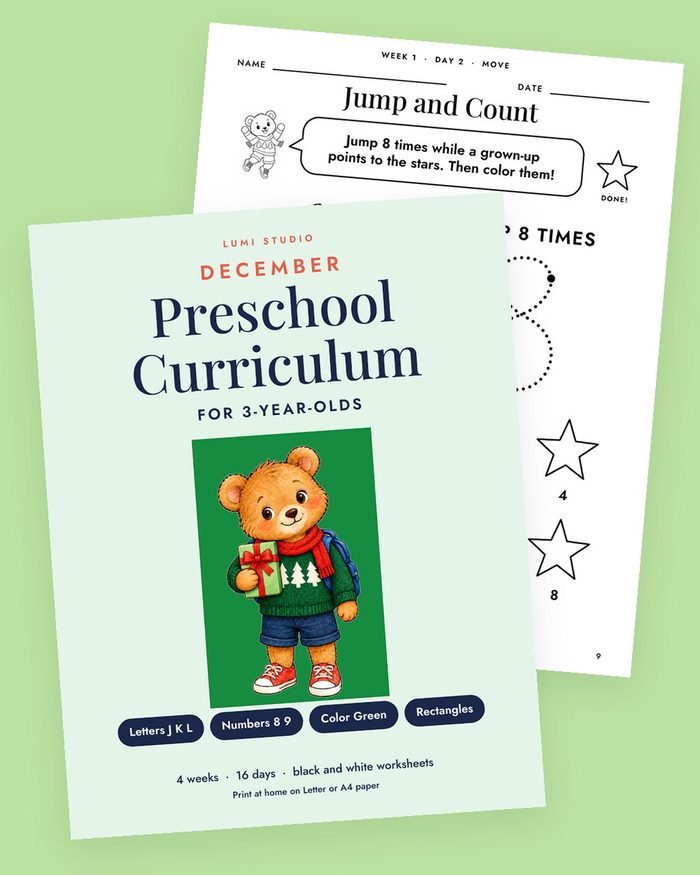 WEEK 1 · DAY 2 · MOVE
NAME
DATE
Jump and Count
Jump 8 times while a grown-up
points to the stars. Then color them!
DONE!
8 TIMES
4
8
9
LUMI STUDIO
DECEMBER
Preschool
Curriculum
FOR 3-YEAR-OLDS
Letters J K L
Numbers 8 9
Color Green
Rectangles
4 weeks · 16 days · black and white worksheets
Print at home on Letter or A4 paper